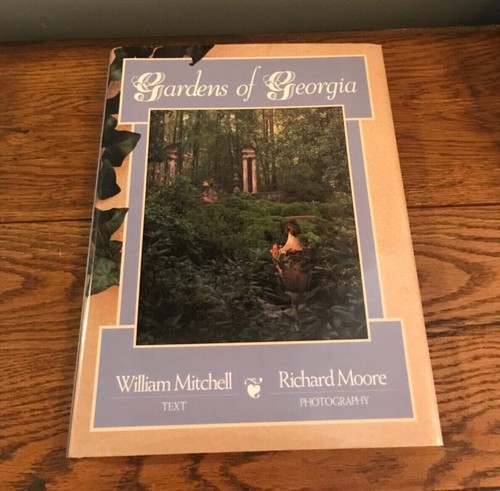 Gardens of Georgia
William Mitchell
TEXT
Richard Moore
PHOTOGRAPHY